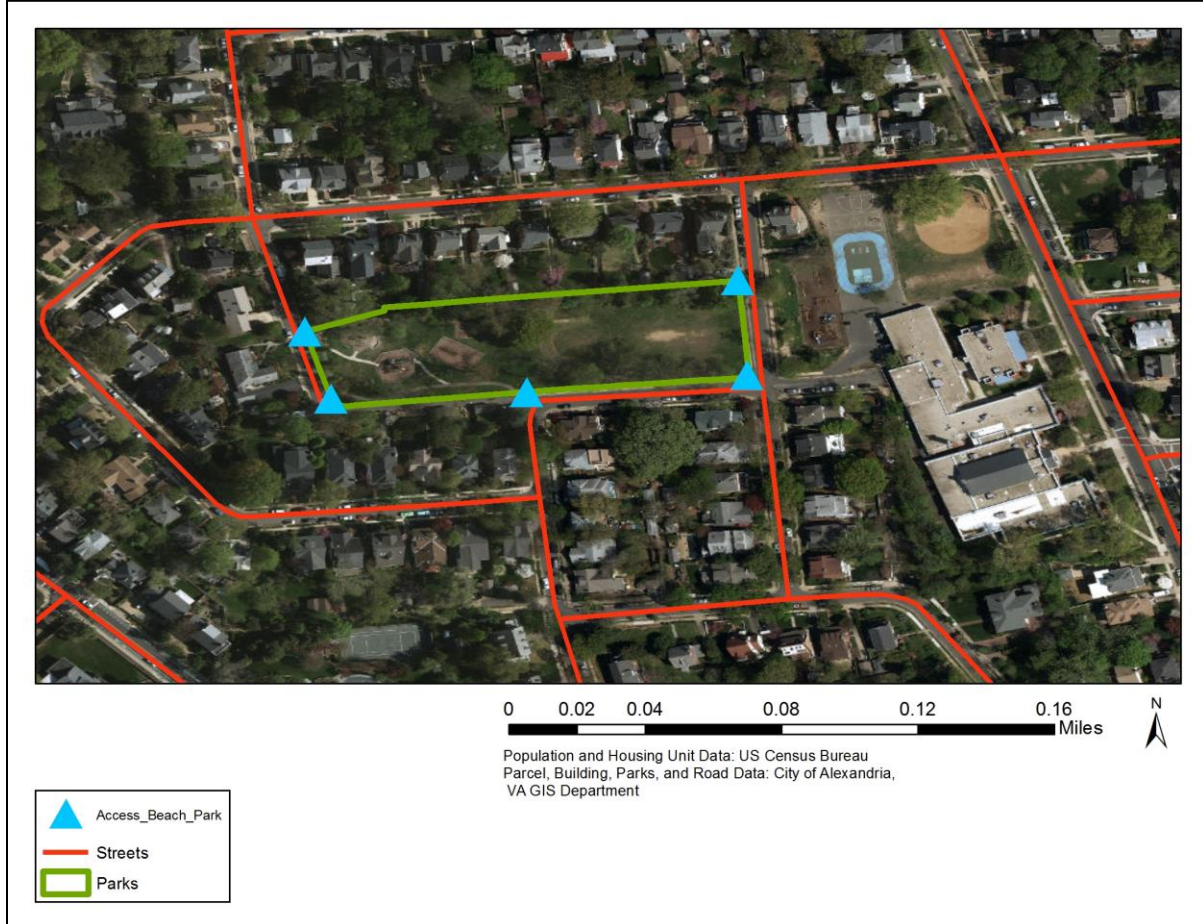 0 0.02 0.04 0.08 0.12 0.16
Miles
N
Population and Housing Unit Data: US Census Bureau
Parcel, Building, Parks, and Road Data: City of Alexandria,
VA GIS Department
Access_Beach_Park
Streets
Parks